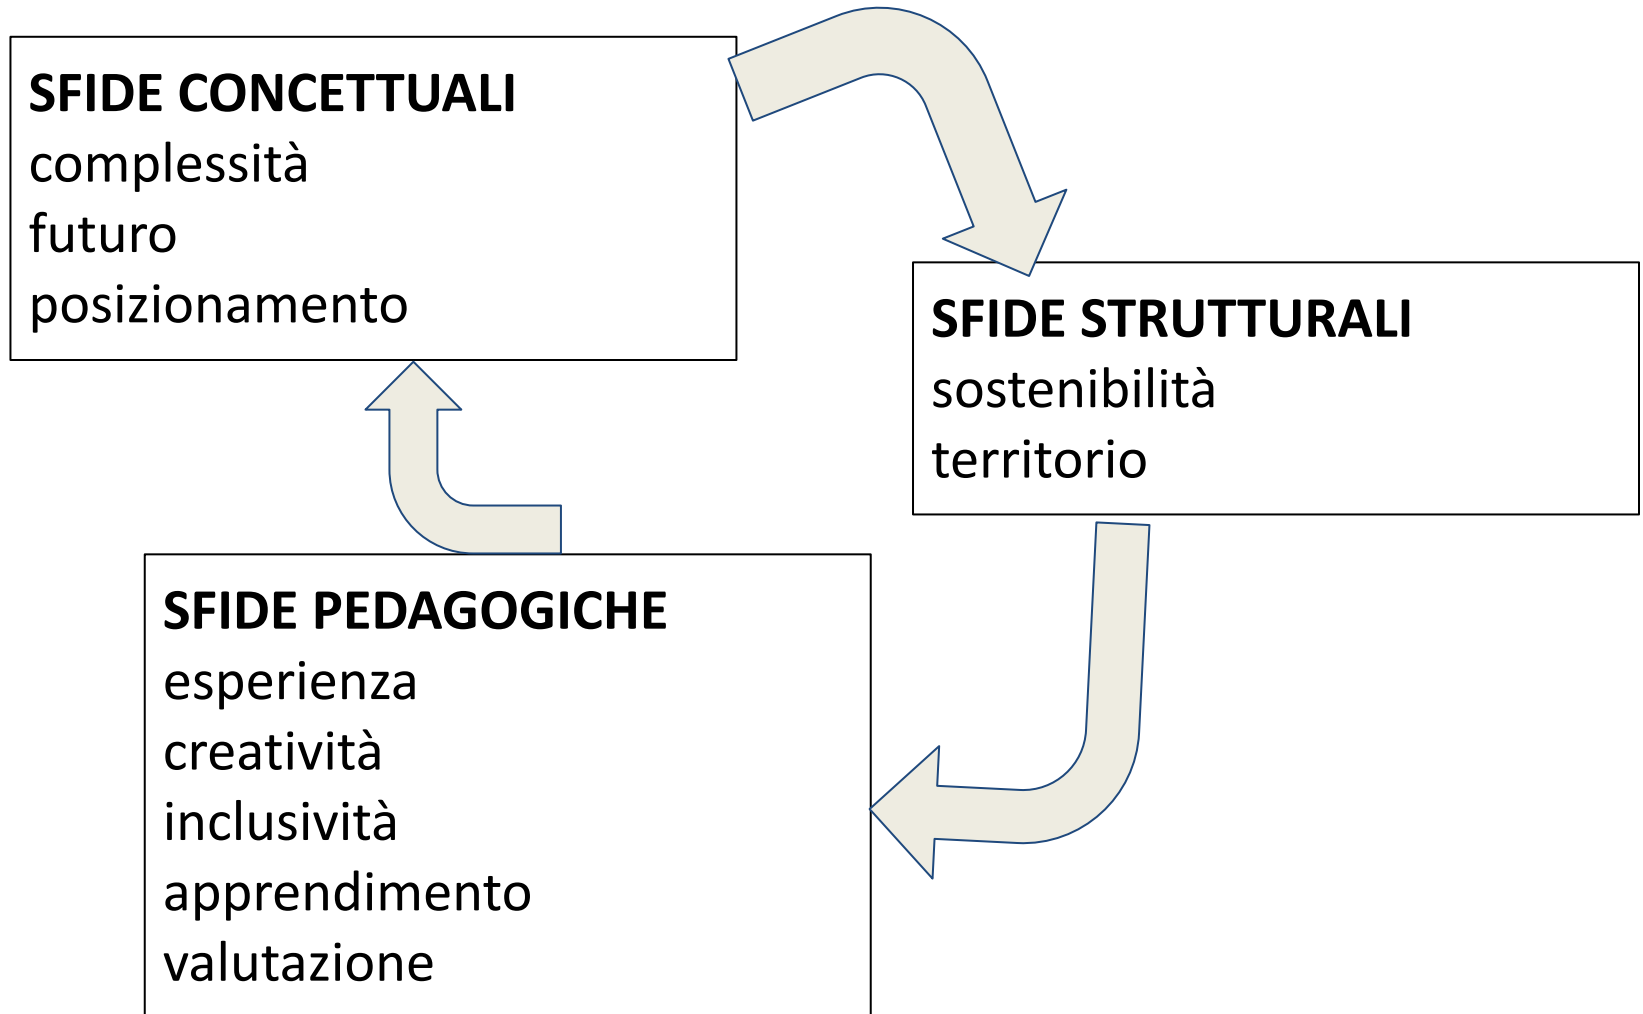 SFIDE CONCETTUALI
complessità
futuro
posizionamento
SFIDE STRUTTURALI
sostenibilità
territorio
SFIDE PEDAGOGICHE
esperienza
creatività
inclusività
apprendimento
valutazione